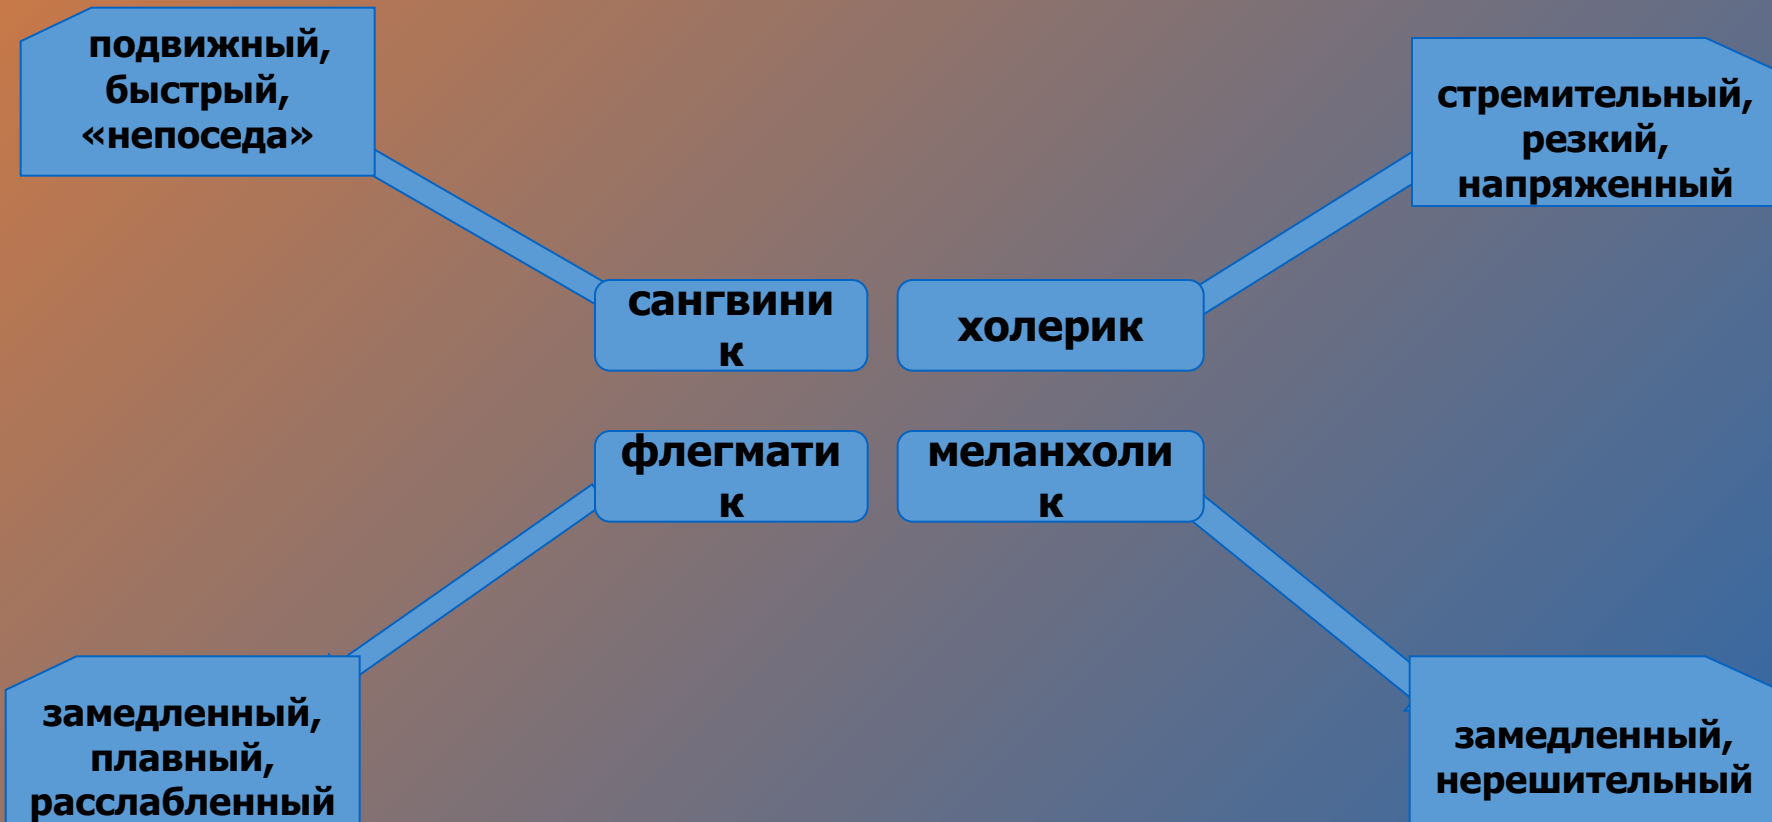 подвижный,
быстрый,
«непоседа»
стремительный,
резкий,
напряженный
сангвини
к
холерик
флегмати
к
меланхоли
к
замедленный,
плавный,
расслабленный
замедленный,
нерешительный